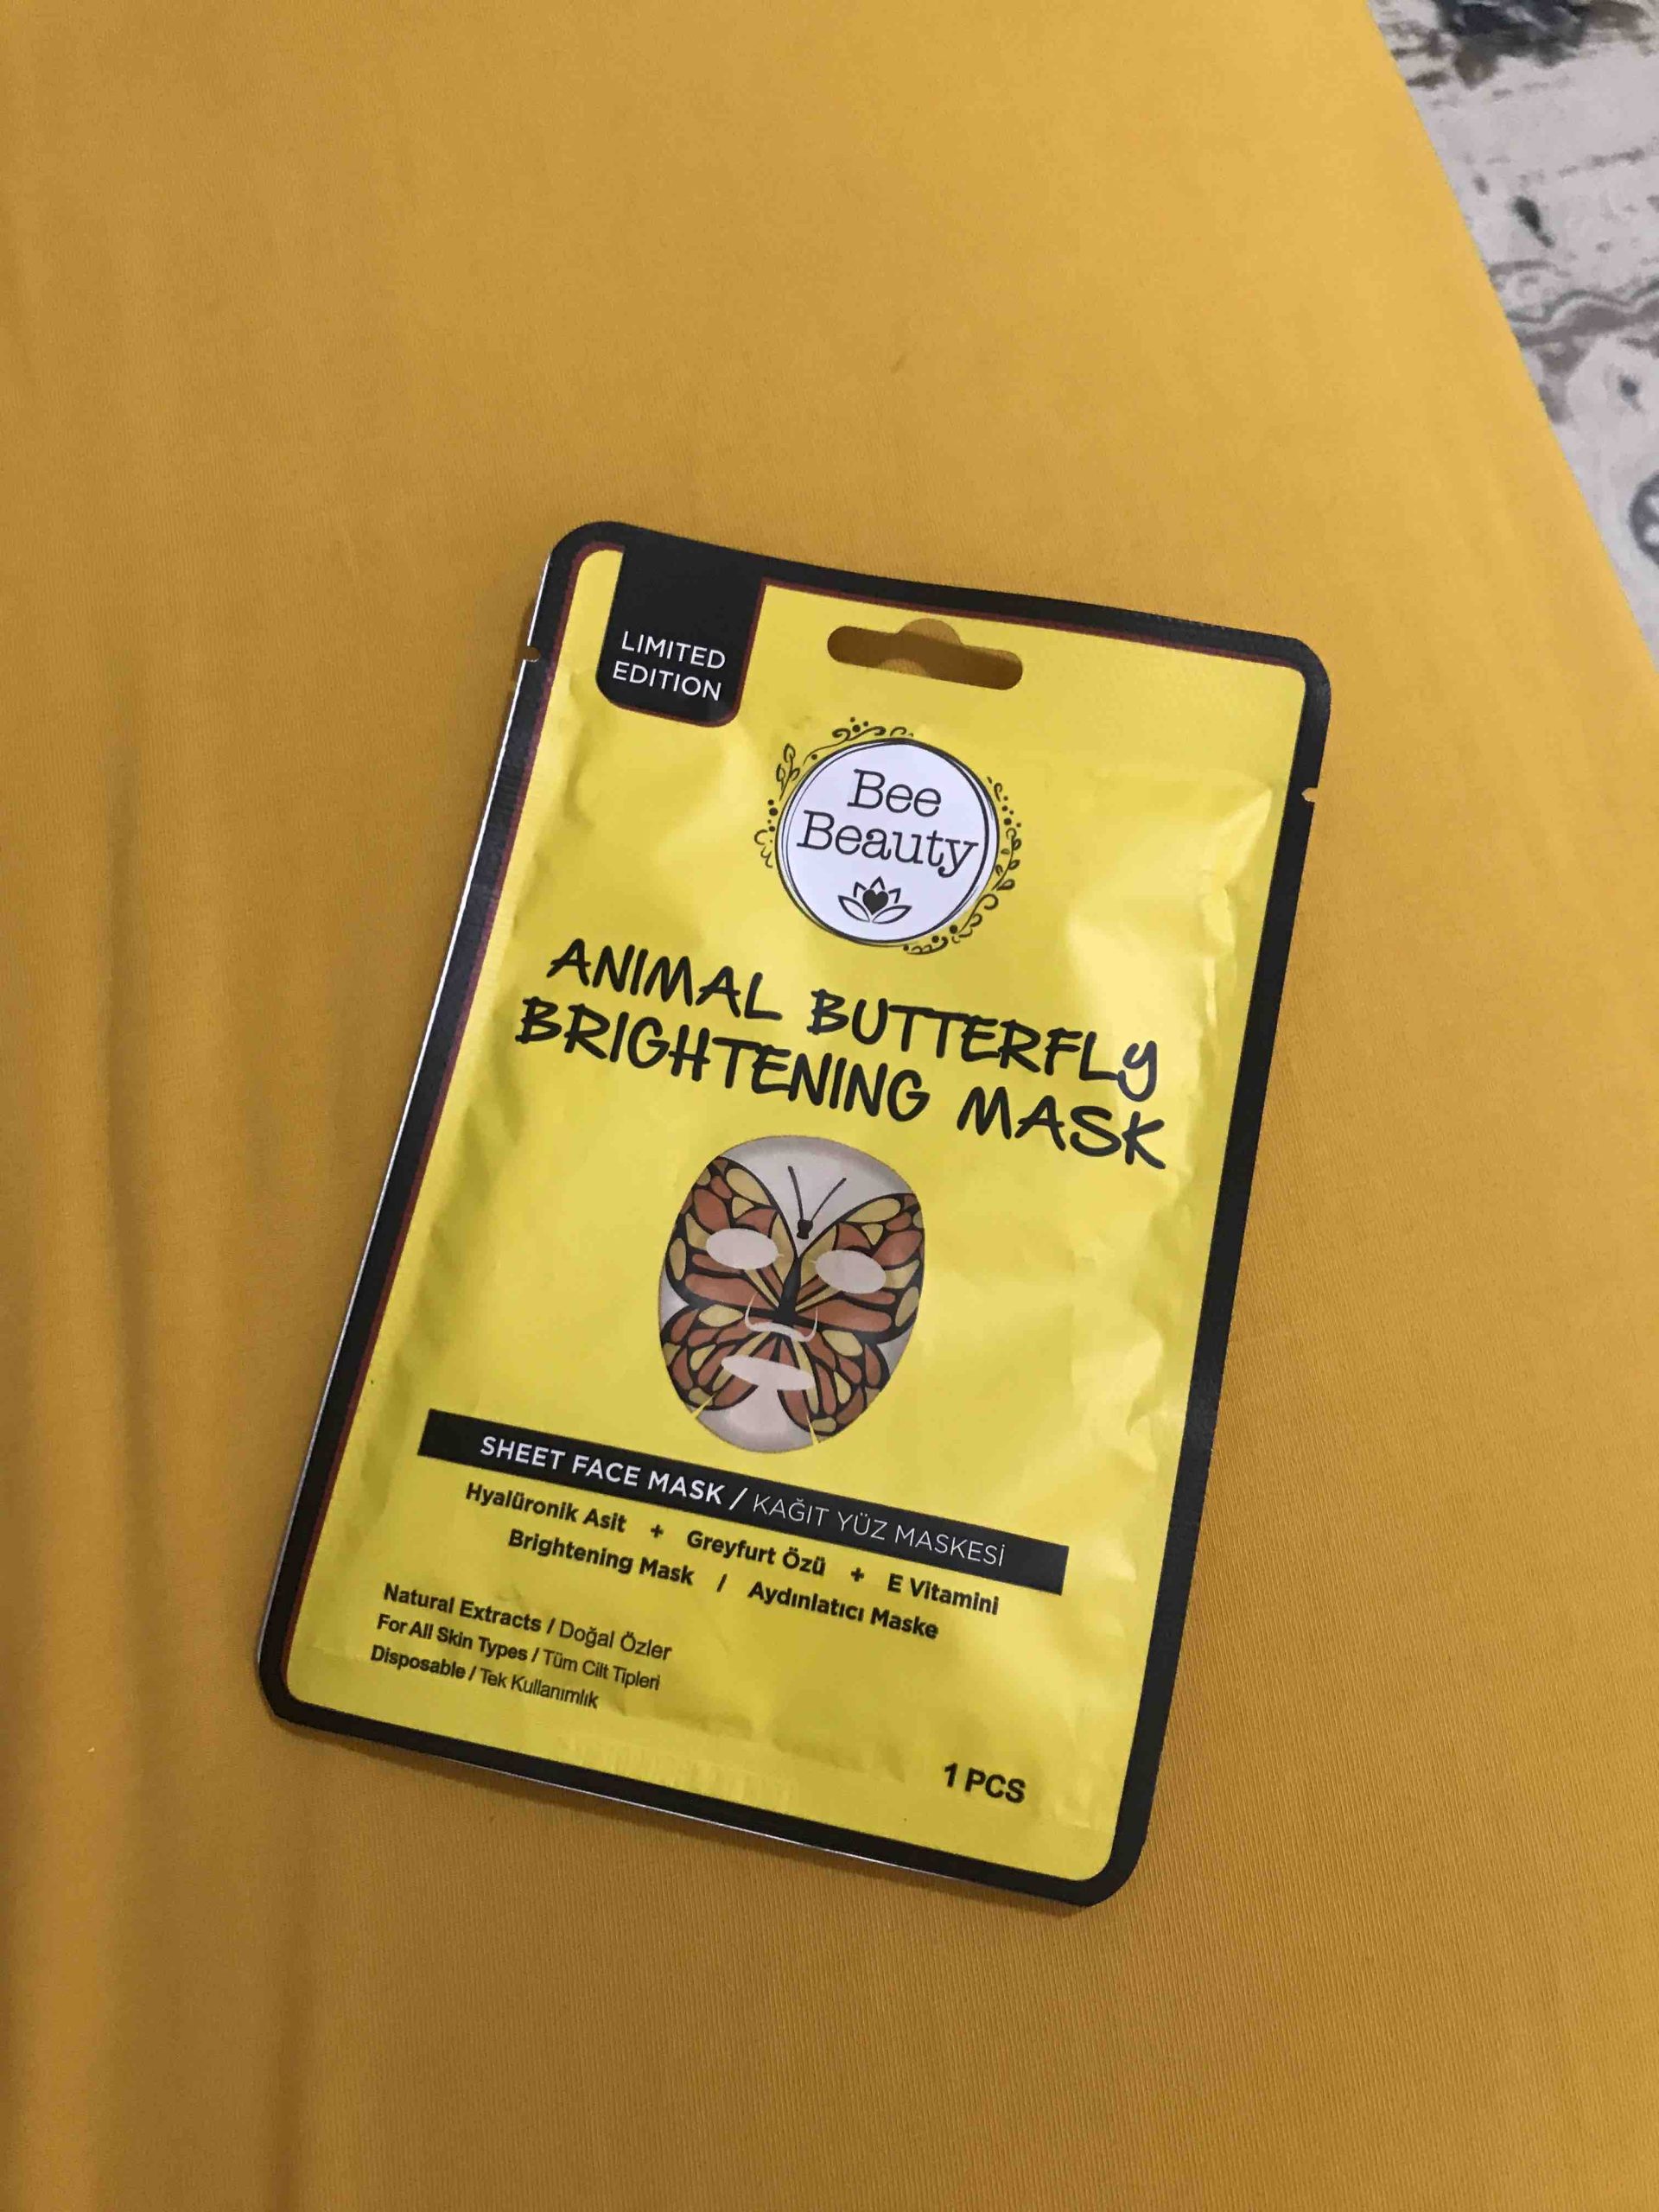 LIMITED
EDITION
Bee
Beauty
ANIMAL BUTTERFLY
BRIGHTENING MASK
SHEET FACE MASK / KAĞIT YÜZ MASKESİ
Hyalüronik Asit + Greyfurt Özü + E Vitamini
Brightening Mask / Aydınlatıcı Maske
Natural Extracts / Doğal Özler
For All Skin Types / Tüm Cilt Tipleri
Disposable / Tek Kullanımlık
1 PCS